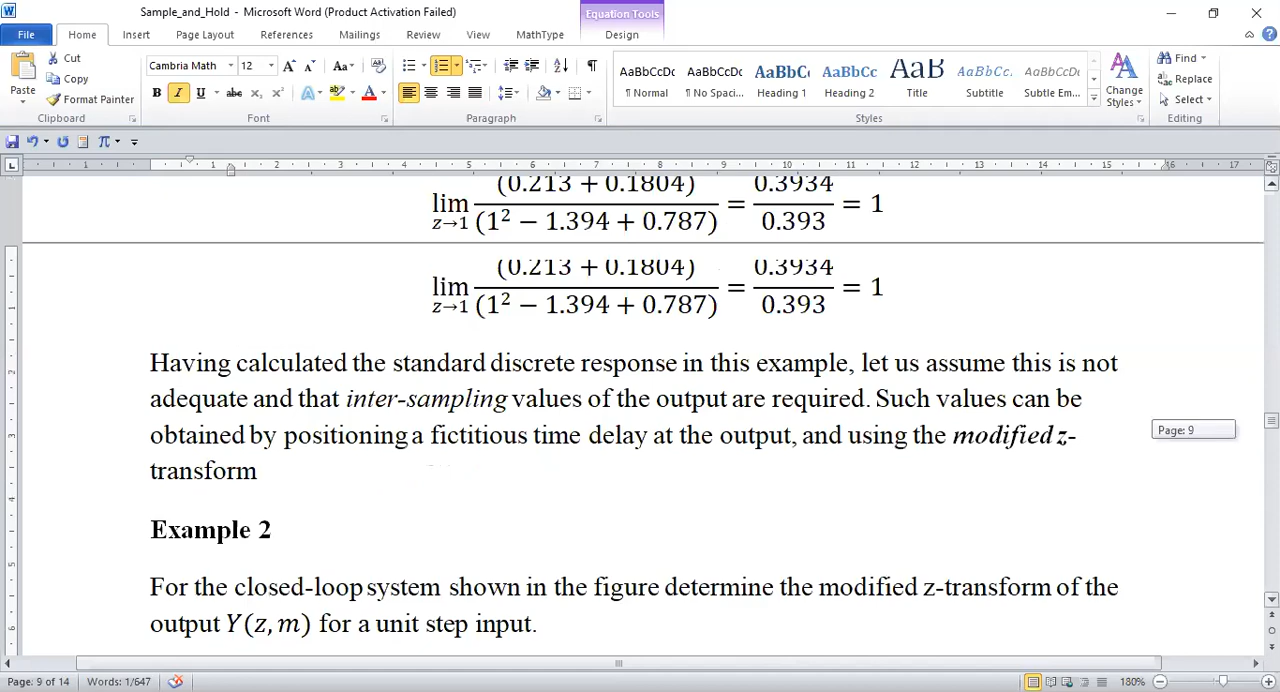 Sample_and_Hold - Microsoft Word (Product Activation Failed)
Equation Tools
File Home Insert Page Layout References Mailings Review View MathType Design
Paste
Cut
Copy
Format Painter
Clipboard
Cambria Math 12
Font
Paragraph
AaBbCcDc AaBbCcDc AaBbC AaBbCc AaB AaBbCc. AaBbCcDc
¶ Normal ¶ No Spaci... Heading 1 Heading 2 Title Subtitle Subtle Em...
Change Styles
Styles
Find
Replace
Select
Editing
lim z→1 (0.213 + 0.1804) / (1² − 1.394 + 0.787) = 0.3934 / 0.393 = 1
lim z→1 (0.213 + 0.1804) / (1² − 1.394 + 0.787) = 0.3934 / 0.393 = 1
Having calculated the standard discrete response in this example, let us assume this is not
adequate and that inter-sampling values of the output are required. Such values can be
obtained by positioning a fictitious time delay at the output, and using the modified z-
transform
Page: 9
Example 2
For the closed-loop system shown in the figure determine the modified z-transform of the
output Y(z, m) for a unit step input.
Page: 9 of 14 Words: 1/647 180%